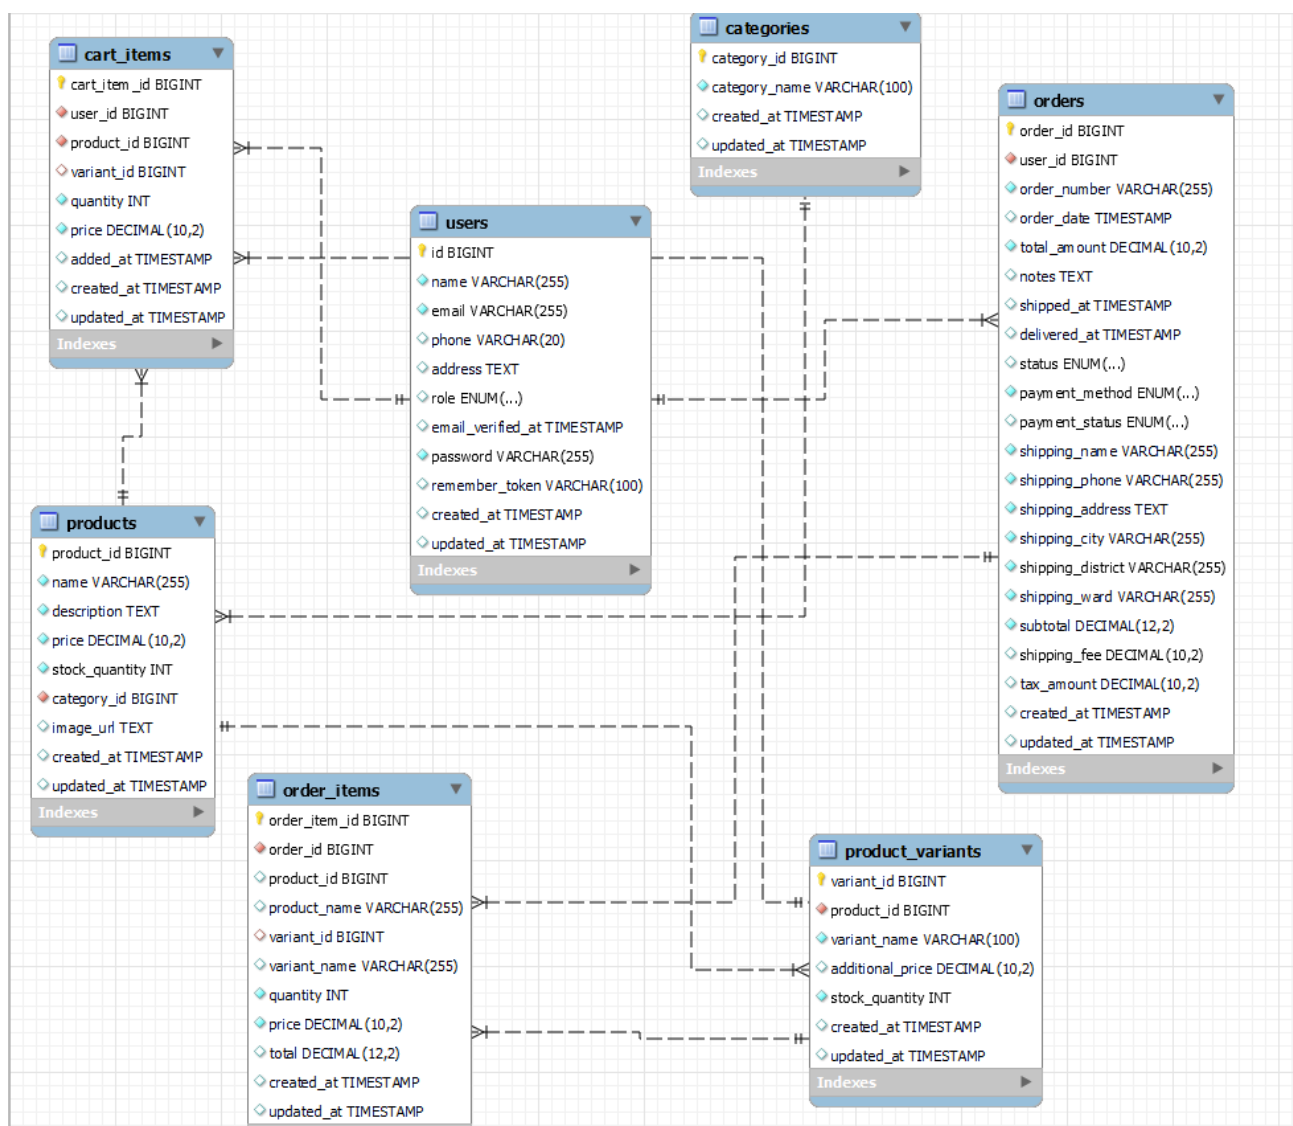 cart_items
cart_item_id BIGINT
user_id BIGINT
product_id BIGINT
variant_id BIGINT
quantity INT
price DECIMAL(10,2)
added_at TIMESTAMP
created_at TIMESTAMP
updated_at TIMESTAMP
Indexes
categories
category_id BIGINT
category_name VARCHAR(100)
created_at TIMESTAMP
updated_at TIMESTAMP
Indexes
users
id BIGINT
name VARCHAR(255)
email VARCHAR(255)
phone VARCHAR(20)
address TEXT
role ENUM(...)
email_verified_at TIMESTAMP
password VARCHAR(255)
remember_token VARCHAR(100)
created_at TIMESTAMP
updated_at TIMESTAMP
Indexes
orders
order_id BIGINT
user_id BIGINT
order_number VARCHAR(255)
order_date TIMESTAMP
total_amount DECIMAL(10,2)
notes TEXT
shipped_at TIMESTAMP
delivered_at TIMESTAMP
status ENUM(...)
payment_method ENUM(...)
payment_status ENUM(...)
shipping_name VARCHAR(255)
shipping_phone VARCHAR(255)
shipping_address TEXT
shipping_city VARCHAR(255)
shipping_district VARCHAR(255)
shipping_ward VARCHAR(255)
subtotal DECIMAL(12,2)
shipping_fee DECIMAL(10,2)
tax_amount DECIMAL(10,2)
created_at TIMESTAMP
updated_at TIMESTAMP
Indexes
products
product_id BIGINT
name VARCHAR(255)
description TEXT
price DECIMAL(10,2)
stock_quantity INT
category_id BIGINT
image_url TEXT
created_at TIMESTAMP
updated_at TIMESTAMP
Indexes
order_items
order_item_id BIGINT
order_id BIGINT
product_id BIGINT
product_name VARCHAR(255)
variant_id BIGINT
variant_name VARCHAR(255)
quantity INT
price DECIMAL(10,2)
total DECIMAL(12,2)
created_at TIMESTAMP
updated_at TIMESTAMP
product_variants
variant_id BIGINT
product_id BIGINT
variant_name VARCHAR(100)
additional_price DECIMAL(10,2)
stock_quantity INT
created_at TIMESTAMP
updated_at TIMESTAMP
Indexes